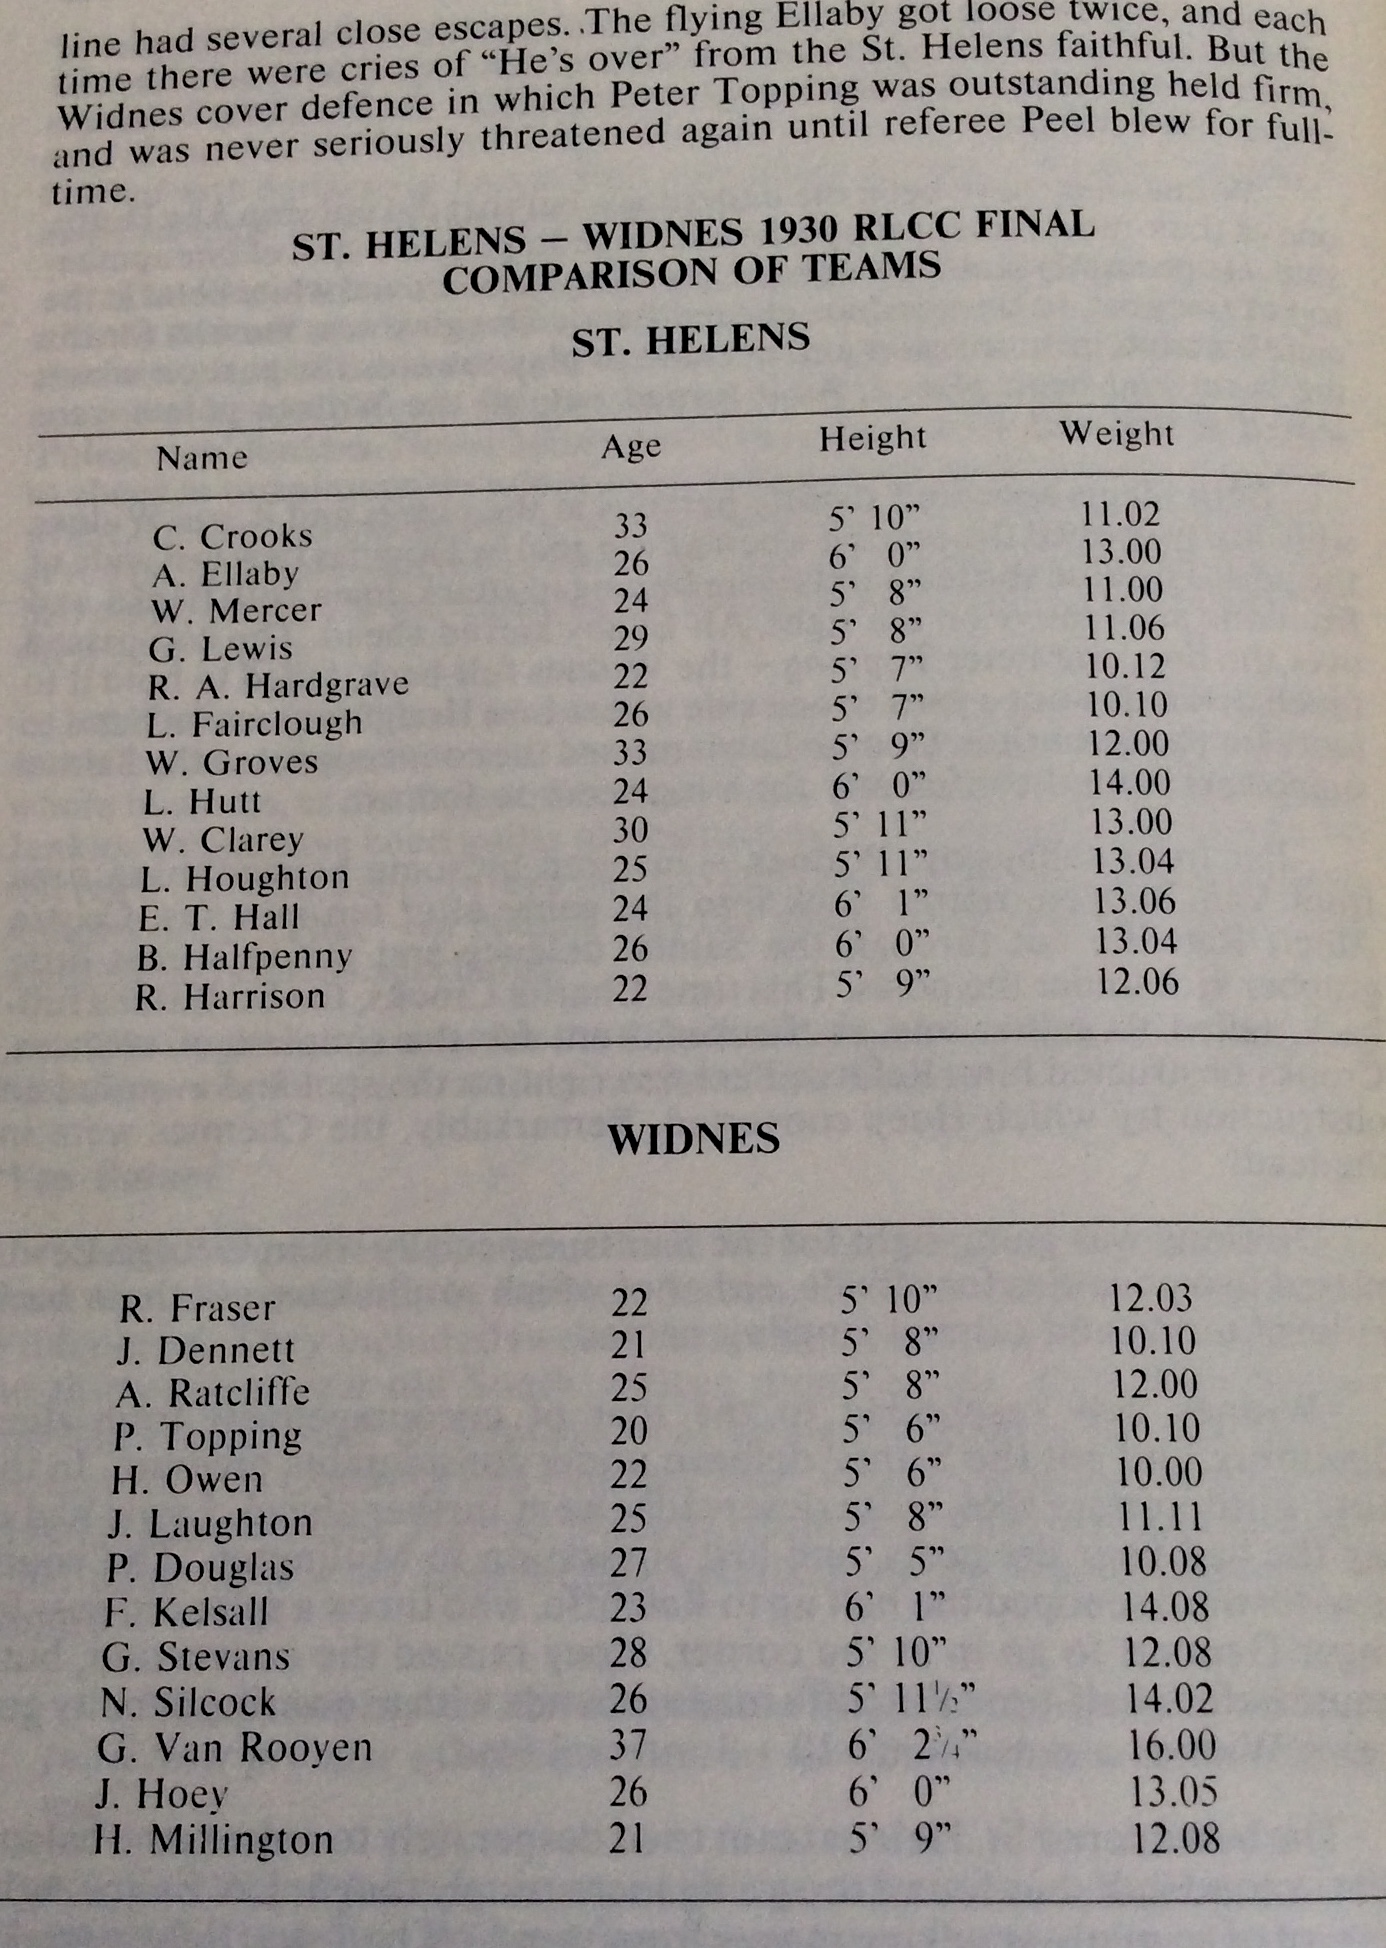 line had several close escapes. .The flying Ellaby got loose twice, and each
time there were cries of “He’s over” from the St. Helens faithful. But the
Widnes cover defence in which Peter Topping was outstanding held firm,
and was never seriously threatened again until referee Peel blew for full-
time.
ST. HELENS – WIDNES 1930 RLCC FINAL
COMPARISON OF TEAMS
ST. HELENS
Name Age Height Weight
C. Crooks 33 5’ 10” 11.02
A. Ellaby 26 6’ 0” 13.00
W. Mercer 24 5’ 8” 11.00
G. Lewis 29 5’ 8” 11.06
R. A. Hardgrave 22 5’ 7” 10.12
L. Fairclough 26 5’ 7” 10.10
W. Groves 33 5’ 9” 12.00
L. Hutt 24 6’ 0” 14.00
W. Clarey 30 5’ 11” 13.00
L. Houghton 25 5’ 11” 13.04
E. T. Hall 24 6’ 1” 13.06
B. Halfpenny 26 6’ 0” 13.04
R. Harrison 22 5’ 9” 12.06
WIDNES
R. Fraser 22 5’ 10” 12.03
J. Dennett 21 5’ 8” 10.10
A. Ratcliffe 25 5’ 8” 12.00
P. Topping 20 5’ 6” 10.10
H. Owen 22 5’ 6” 10.00
J. Laughton 25 5’ 8” 11.11
P. Douglas 27 5’ 5” 10.08
F. Kelsall 23 6’ 1” 14.08
G. Stevans 28 5’ 10” 12.08
N. Silcock 26 5’ 11½” 14.02
G. Van Rooyen 37 6’ 2¾” 16.00
J. Hoey 26 6’ 0” 13.05
H. Millington 21 5’ 9” 12.08